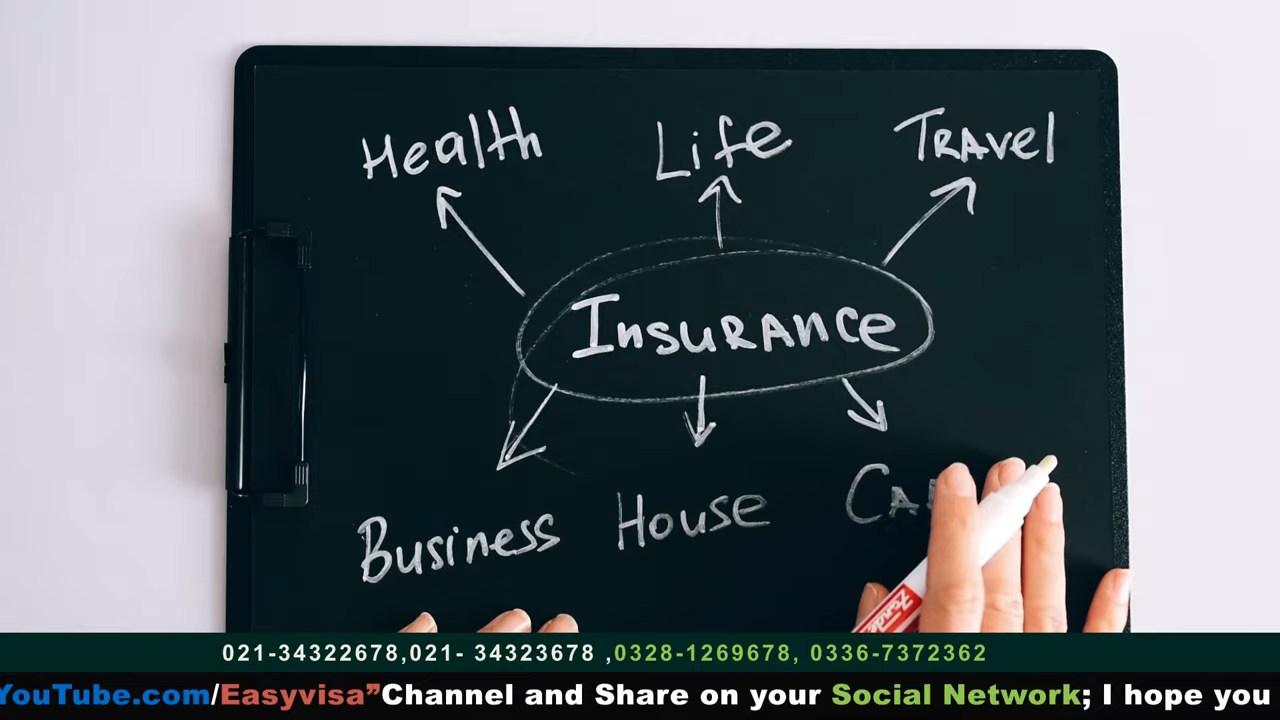 Health Life Travel
Insurance
Business House
021-34322678,021- 34323678 ,0328-1269678, 0336-7372362
YouTube.com/Easyvisa”Channel and Share on your Social Network; I hope you